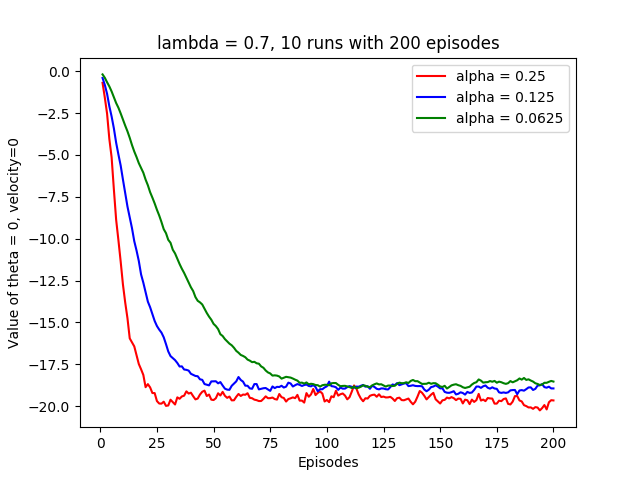 lambda = 0.7, 10 runs with 200 episodes
alpha = 0.25
alpha = 0.125
alpha = 0.0625
Value of theta = 0, velocity=0
0.0
−2.5
−5.0
−7.5
−10.0
−12.5
−15.0
−17.5
−20.0
0 25 50 75 100 125 150 175 200
Episodes